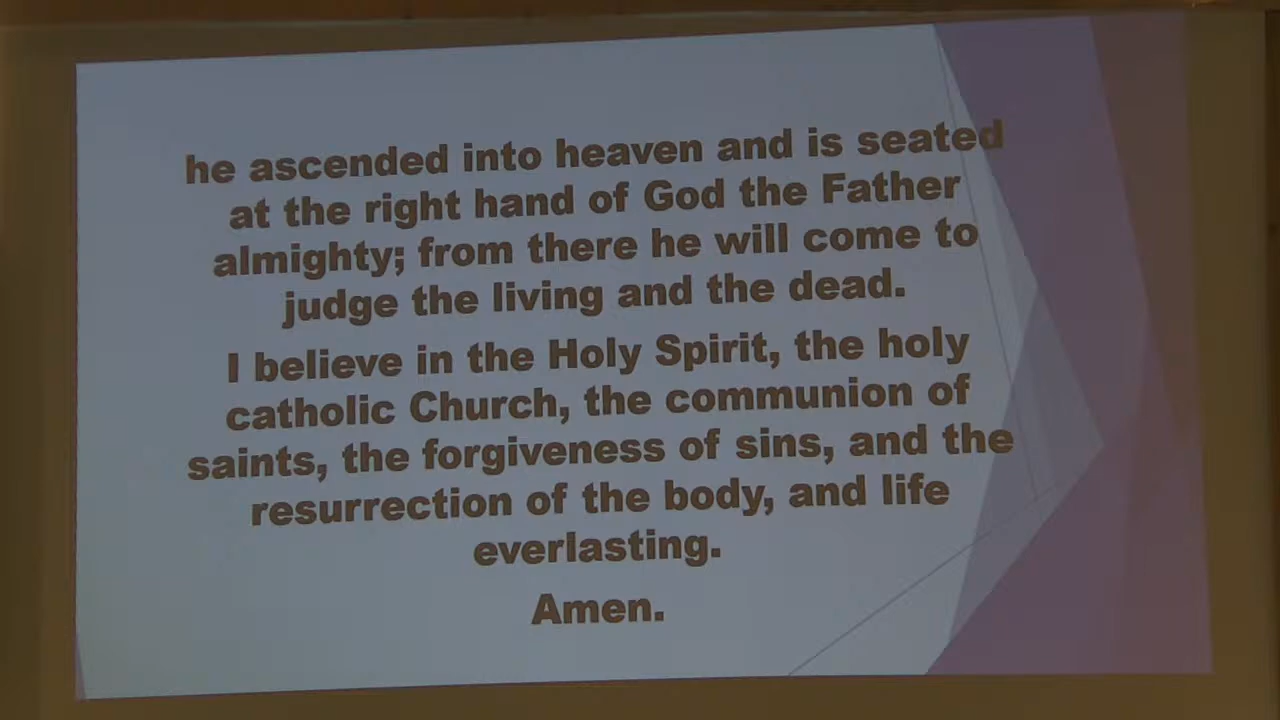 he ascended into heaven and is seated
at the right hand of God the Father
almighty; from there he will come to
judge the living and the dead.
I believe in the Holy Spirit, the holy
catholic Church, the communion of
saints, the forgiveness of sins, and the
resurrection of the body, and life
everlasting.
Amen.